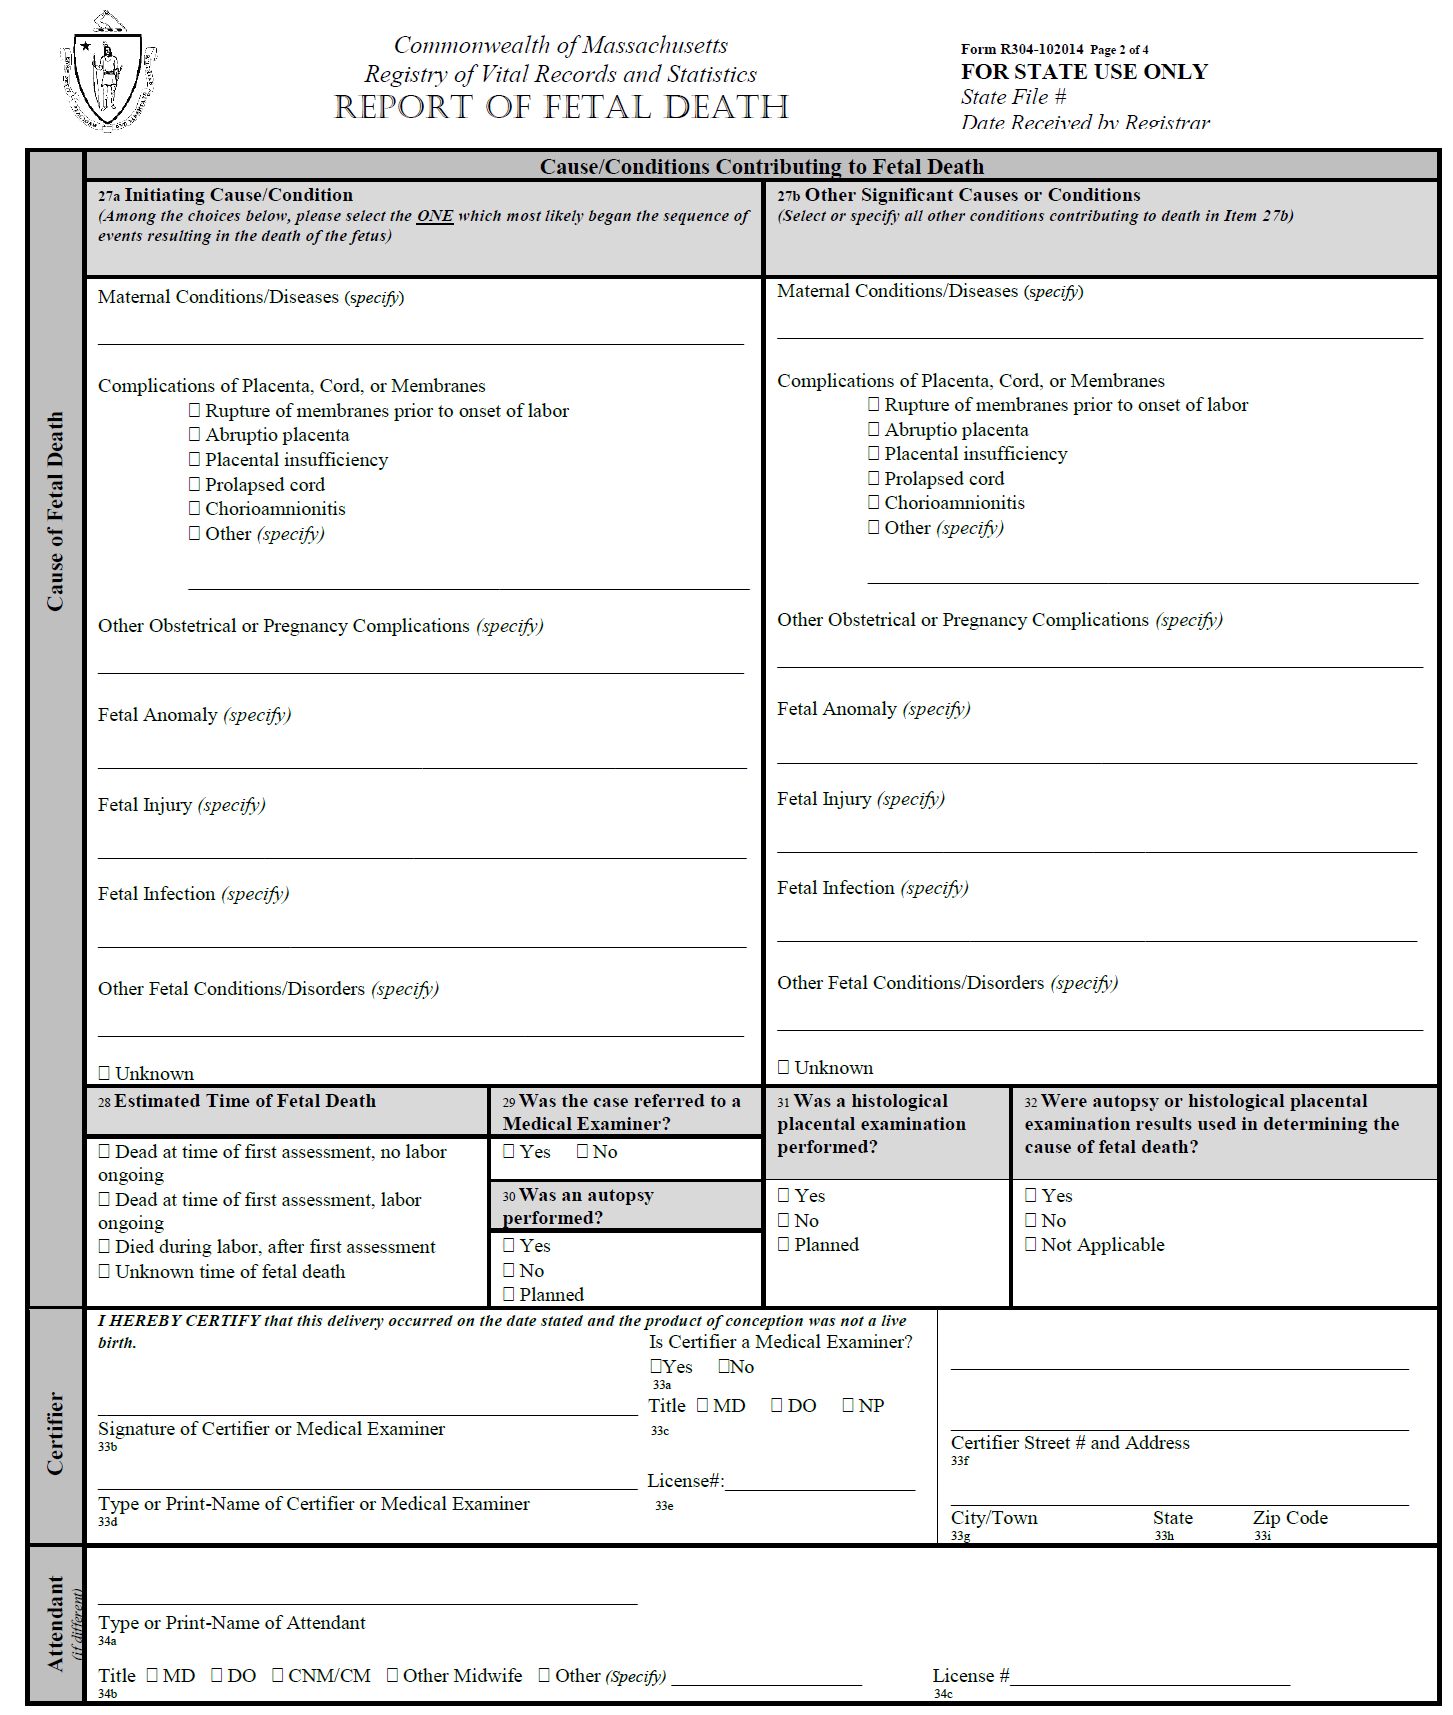 Commonwealth of Massachusetts
Registry of Vital Records and Statistics
REPORT OF FETAL DEATH
Form R304-102014 Page 2 of 4
FOR STATE USE ONLY
State File #
Date Received by Registrar
Cause/Conditions Contributing to Fetal Death
Cause of Fetal Death
27a Initiating Cause/Condition
(Among the choices below, please select the ONE which most likely began the sequence of
events resulting in the death of the fetus)
Maternal Conditions/Diseases (specify)
Complications of Placenta, Cord, or Membranes
☐ Rupture of membranes prior to onset of labor
☐ Abruptio placenta
☐ Placental insufficiency
☐ Prolapsed cord
☐ Chorioamnionitis
☐ Other (specify)
Other Obstetrical or Pregnancy Complications (specify)
Fetal Anomaly (specify)
Fetal Injury (specify)
Fetal Infection (specify)
Other Fetal Conditions/Disorders (specify)
☐ Unknown
27b Other Significant Causes or Conditions
(Select or specify all other conditions contributing to death in Item 27b)
Maternal Conditions/Diseases (specify)
Complications of Placenta, Cord, or Membranes
☐ Rupture of membranes prior to onset of labor
☐ Abruptio placenta
☐ Placental insufficiency
☐ Prolapsed cord
☐ Chorioamnionitis
☐ Other (specify)
Other Obstetrical or Pregnancy Complications (specify)
Fetal Anomaly (specify)
Fetal Injury (specify)
Fetal Infection (specify)
Other Fetal Conditions/Disorders (specify)
☐ Unknown
28 Estimated Time of Fetal Death
☐ Dead at time of first assessment, no labor
ongoing
☐ Dead at time of first assessment, labor
ongoing
☐ Died during labor, after first assessment
☐ Unknown time of fetal death
29 Was the case referred to a
Medical Examiner?
☐ Yes ☐ No
30 Was an autopsy
performed?
☐ Yes
☐ No
☐ Planned
31 Was a histological
placental examination
performed?
☐ Yes
☐ No
☐ Planned
32 Were autopsy or histological placental
examination results used in determining the
cause of fetal death?
☐ Yes
☐ No
☐ Not Applicable
Certifier
I HEREBY CERTIFY that this delivery occurred on the date stated and the product of conception was not a live
birth.
Is Certifier a Medical Examiner?
☐Yes ☐No
33a
Title ☐ MD ☐ DO ☐ NP
33c
Signature of Certifier or Medical Examiner
33b
License#:
33e
Type or Print-Name of Certifier or Medical Examiner
33d
Certifier Street # and Address
33f
City/Town State Zip Code
33g 33h 33i
Attendant
(if different)
Type or Print-Name of Attendant
34a
Title ☐ MD ☐ DO ☐ CNM/CM ☐ Other Midwife ☐ Other (Specify)
34b
License #
34c